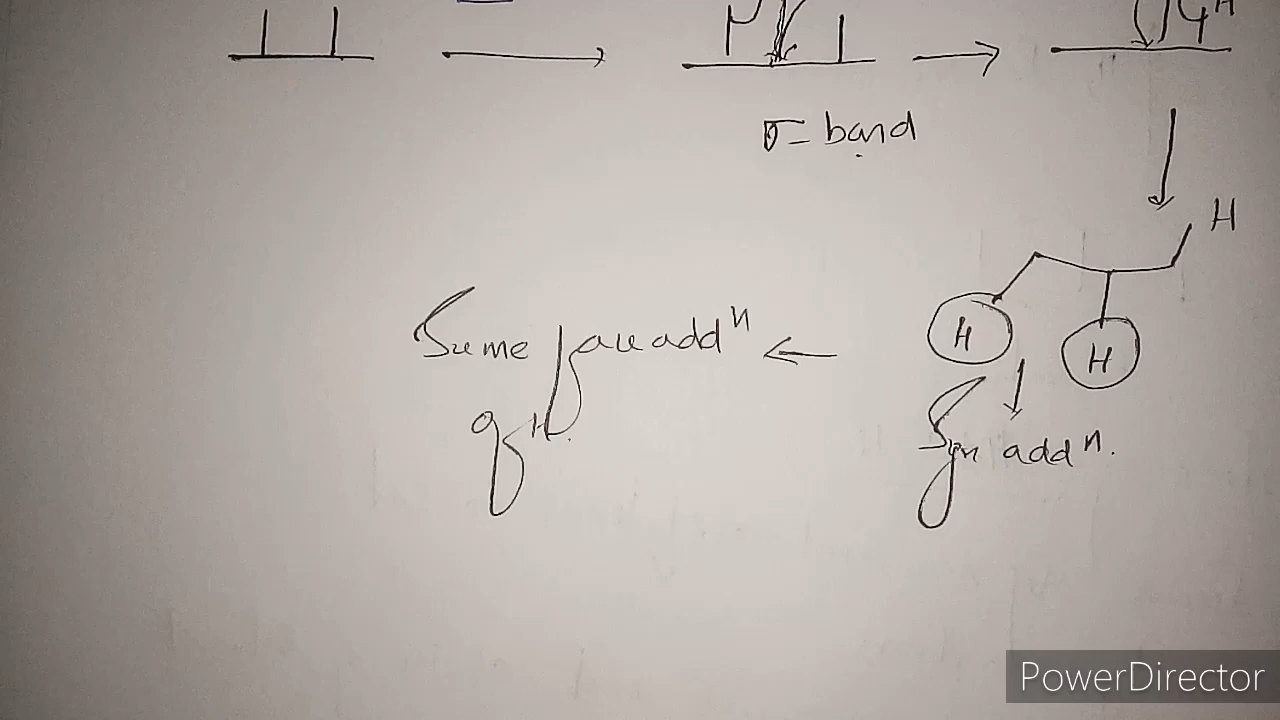 H
σ- band
H
H
H
Same face addⁿ
of H.
Syn addⁿ.
PowerDirector